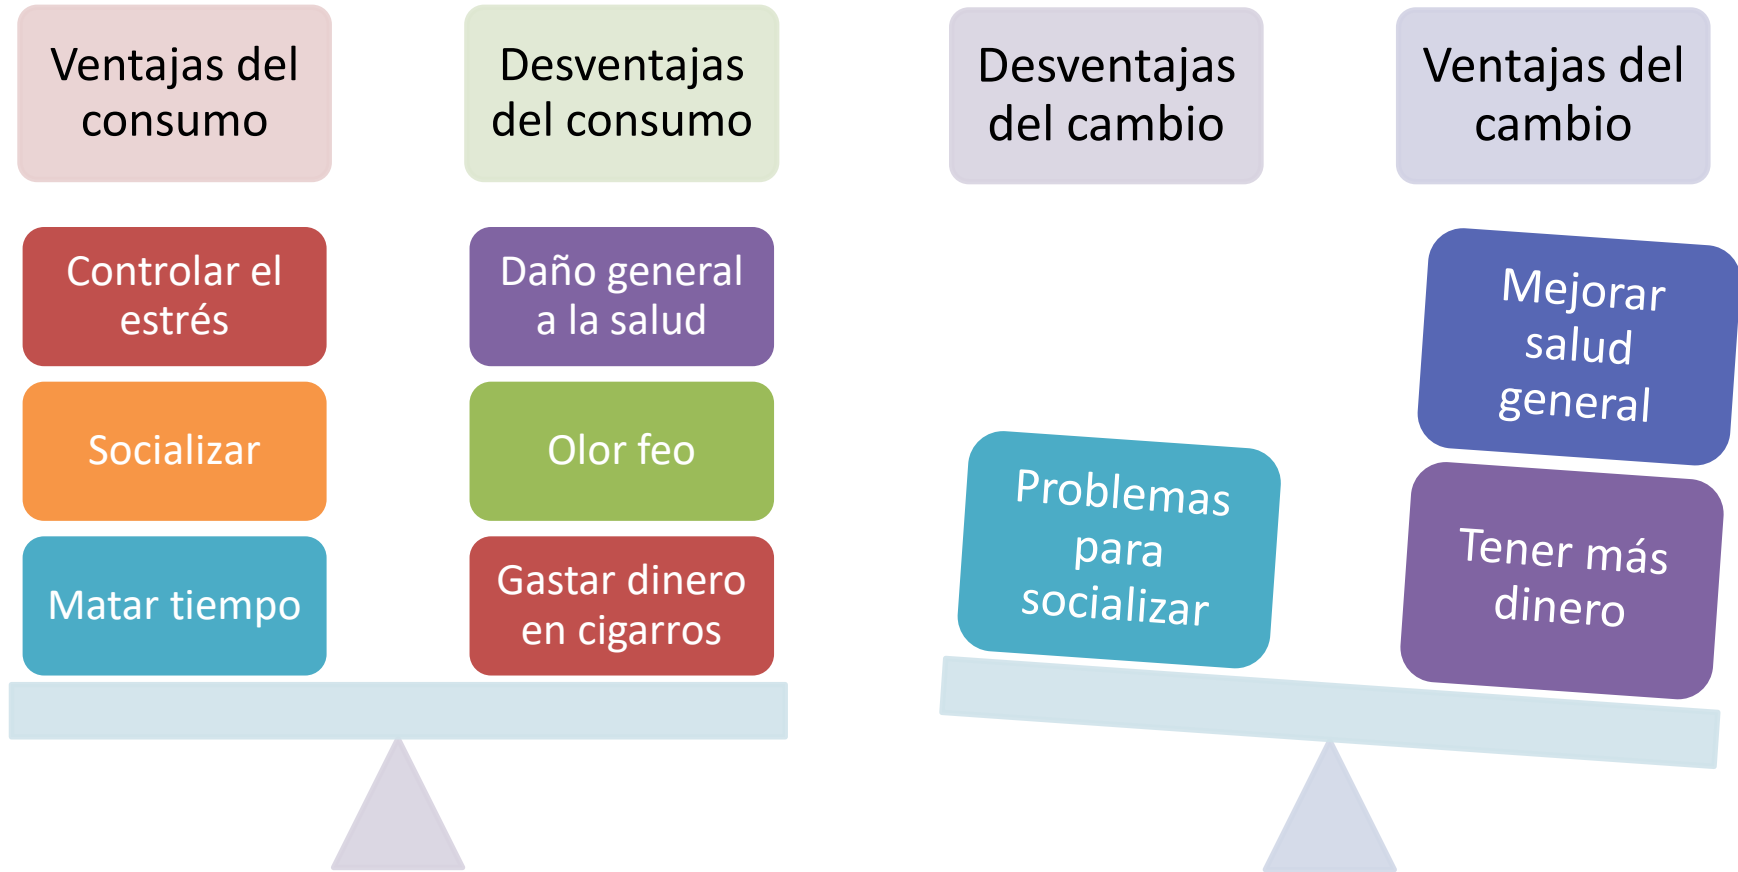 Ventajas del
consumo
Desventajas
del consumo
Controlar el
estrés
Daño general
a la salud
Socializar
Olor feo
Matar tiempo
Gastar dinero
en cigarros
Desventajas
del cambio
Ventajas del
cambio
Mejorar
salud
general
Problemas
para
socializar
Tener más
dinero